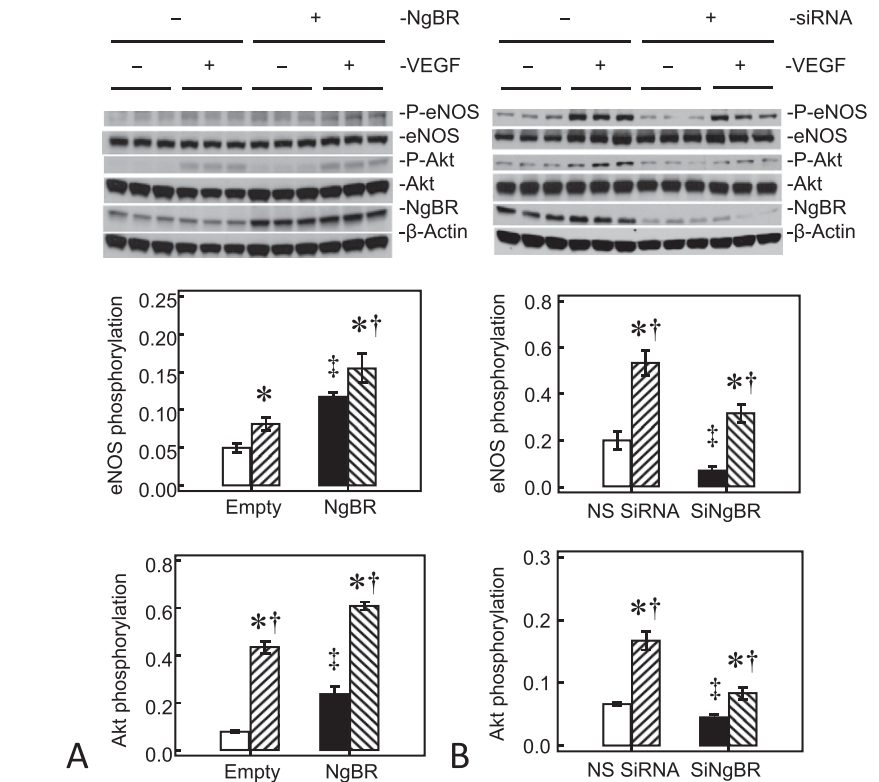 – + -NgBR
– + – + -VEGF
-P-eNOS
-eNOS
-P-Akt
-Akt
-NgBR
-β-Actin
eNOS phosphorylation
0.25
0.20
0.15
0.10
0.05
0.00
*
‡
*†
Empty NgBR
Akt phosphorylation
0.8
0.6
0.4
0.2
0.0
*†
‡
*†
Empty NgBR
A
– + -siRNA
– + – + -VEGF
-P-eNOS
-eNOS
-P-Akt
-Akt
-NgBR
-β-Actin
eNOS phosphorylation
0.8
0.6
0.4
0.2
0.0
*†
‡
*†
NS SiRNA SiNgBR
Akt phosphorylation
0.3
0.2
0.1
0.0
*†
‡
*†
NS SiRNA SiNgBR
B